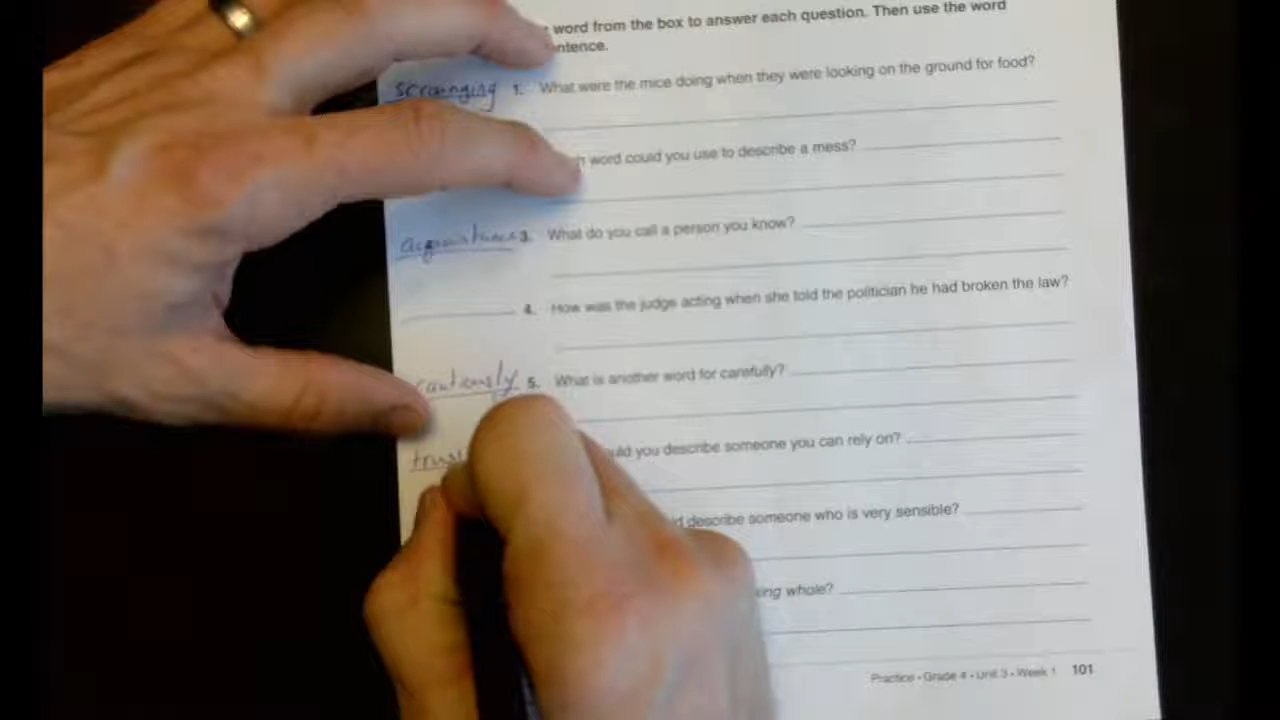 word from the box to answer each question. Then use the word
ntence.
scrounging 1. What were the mice doing when they were looking on the ground for food?
word could you use to describe a mess?
3. What do you call a person you know?
4. How was the judge acting when she told the politician he had broken the law?
cautiously 5. What is another word for carefully?
trus uld you describe someone you can rely on?
describe someone who is very sensible?
whole?
Practice • Grade 4 • Unit 3 • Week 1 101